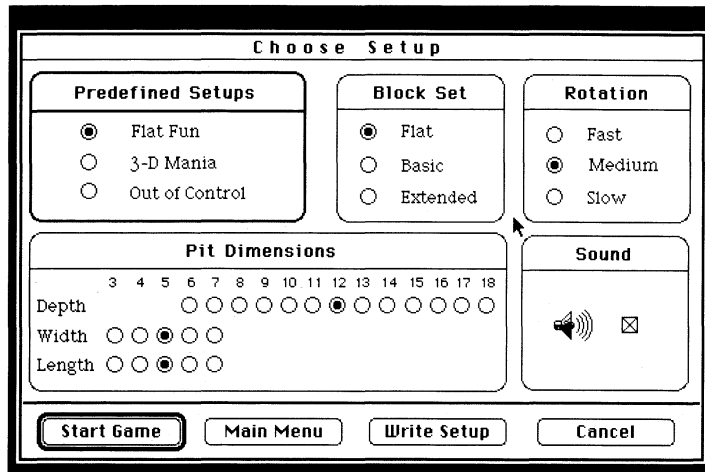 Choose Setup
Predefined Setups
Flat Fun
3-D Mania
Out of Control
Block Set
Flat
Basic
Extended
Rotation
Fast
Medium
Slow
Pit Dimensions
3 4 5 6 7 8 9 10 11 12 13 14 15 16 17 18
Depth
Width
Length
Sound
Start Game
Main Menu
Write Setup
Cancel